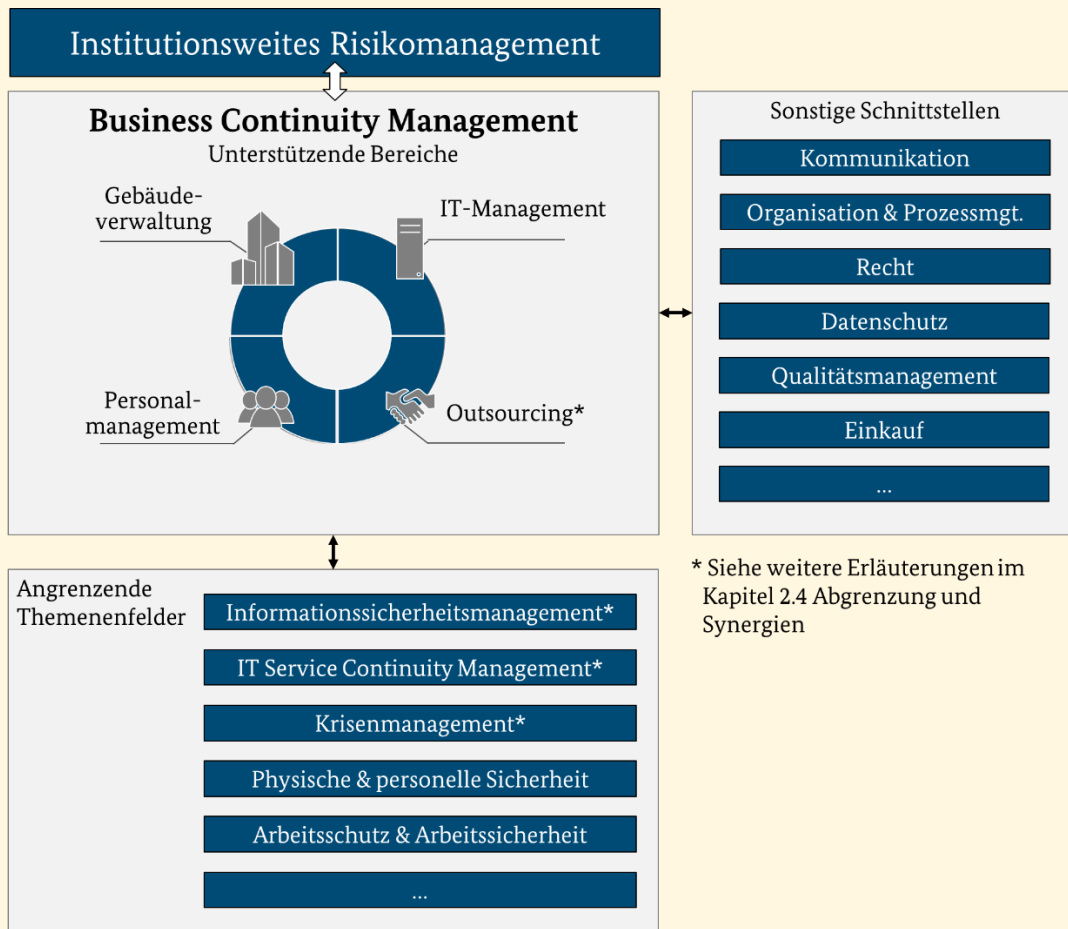 Institutionsweites Risikomanagement
Business Continuity Management
Unterstützende Bereiche
Gebäude-
verwaltung
IT-Management
Personal-
management
Outsourcing*
Sonstige Schnittstellen
Kommunikation
Organisation & Prozessmgt.
Recht
Datenschutz
Qualitätsmanagement
Einkauf
...
* Siehe weitere Erläuterungen im
Kapitel 2.4 Abgrenzung und
Synergien
Angrenzende
Themenenfelder
Informationssicherheitsmanagement*
IT Service Continuity Management*
Krisenmanagement*
Physische & personelle Sicherheit
Arbeitsschutz & Arbeitssicherheit
...